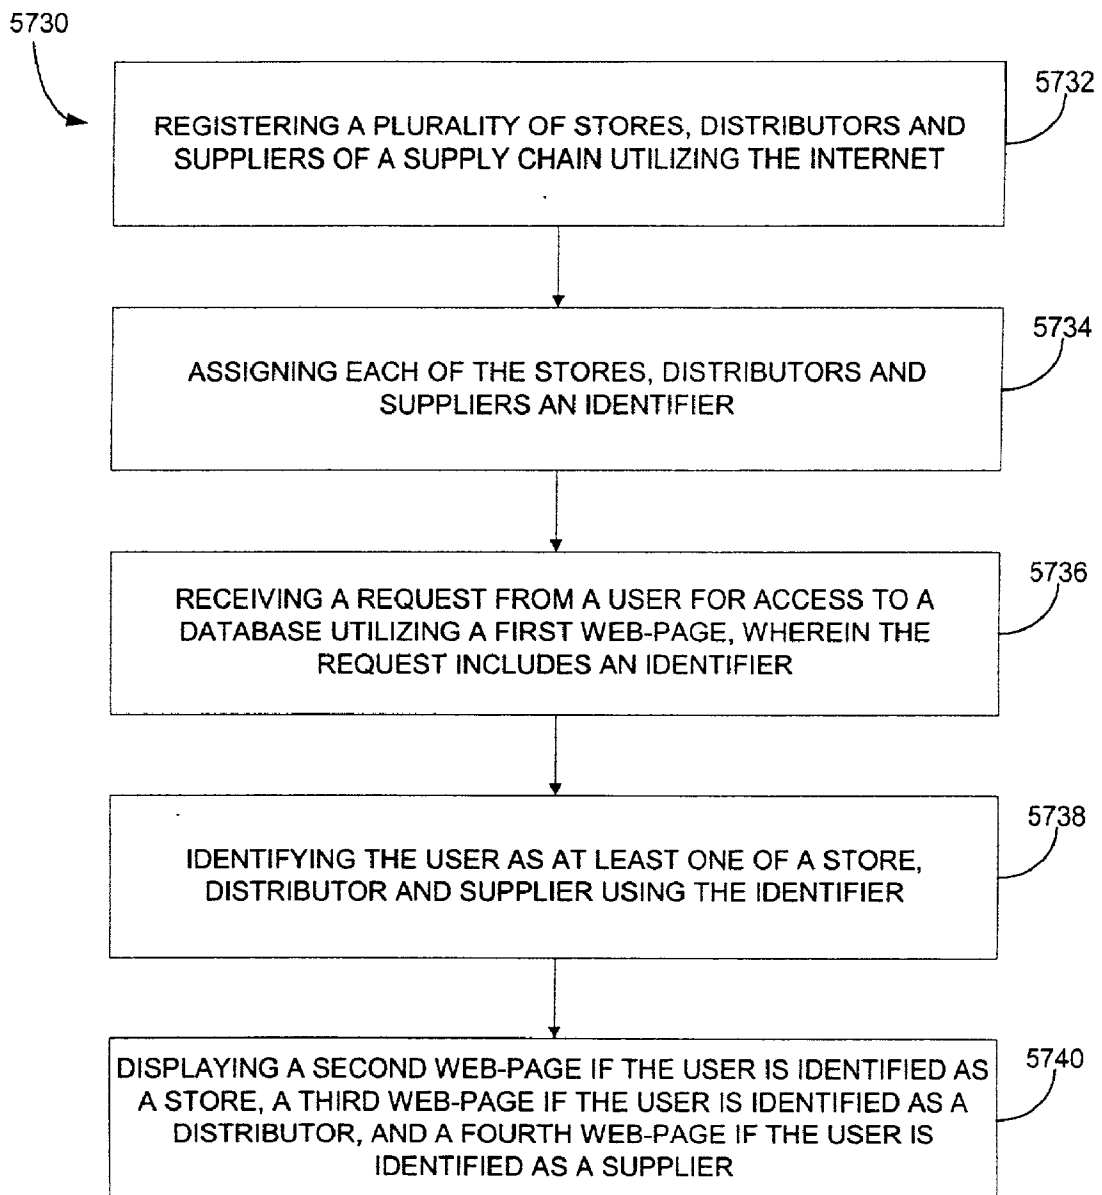 5730
5732
REGISTERING A PLURALITY OF STORES, DISTRIBUTORS AND
SUPPLIERS OF A SUPPLY CHAIN UTILIZING THE INTERNET
5734
ASSIGNING EACH OF THE STORES, DISTRIBUTORS AND
SUPPLIERS AN IDENTIFIER
5736
RECEIVING A REQUEST FROM A USER FOR ACCESS TO A
DATABASE UTILIZING A FIRST WEB-PAGE, WHEREIN THE
REQUEST INCLUDES AN IDENTIFIER
5738
IDENTIFYING THE USER AS AT LEAST ONE OF A STORE,
DISTRIBUTOR AND SUPPLIER USING THE IDENTIFIER
5740
DISPLAYING A SECOND WEB-PAGE IF THE USER IS IDENTIFIED AS
A STORE, A THIRD WEB-PAGE IF THE USER IS IDENTIFIED AS A
DISTRIBUTOR, AND A FOURTH WEB-PAGE IF THE USER IS
IDENTIFIED AS A SUPPLIER